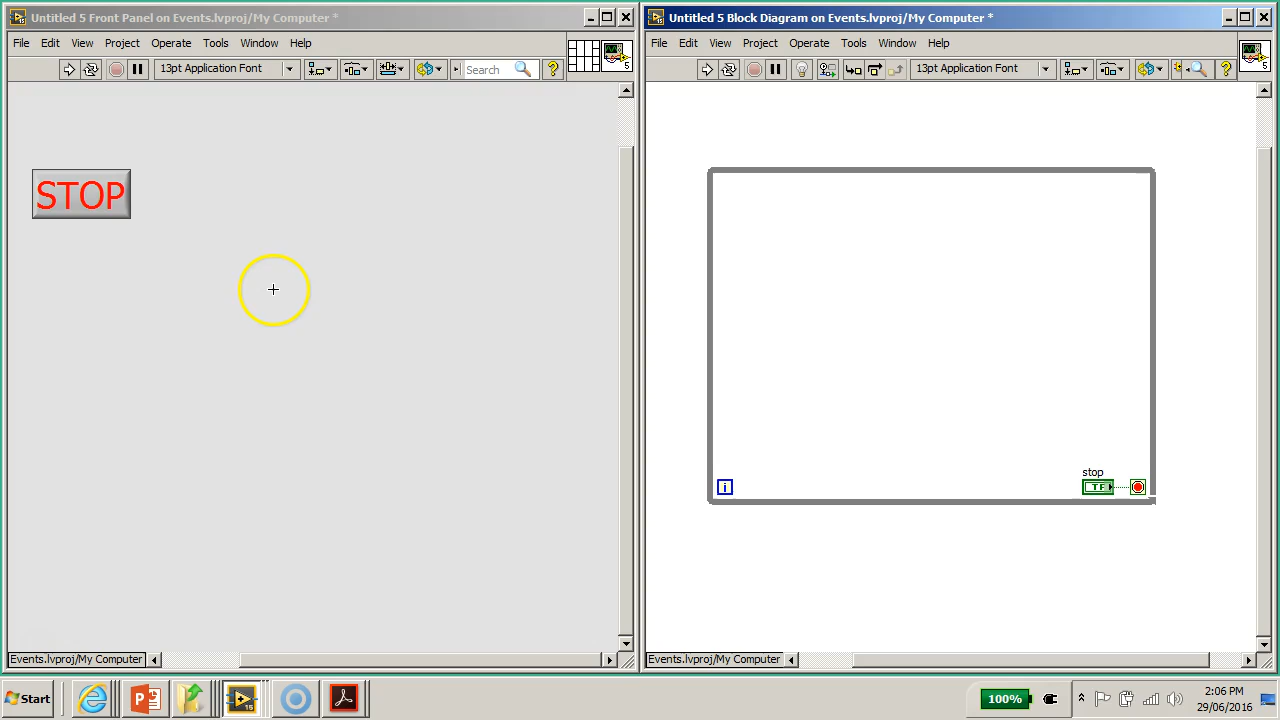 Untitled 5 Front Panel on Events.lvproj/My Computer *
File Edit View Project Operate Tools Window Help
5
13pt Application Font
Search
?
STOP
Events.lvproj/My Computer
Untitled 5 Block Diagram on Events.lvproj/My Computer *
File Edit View Project Operate Tools Window Help
5
13pt Application Font
?
stop
TF
i
Events.lvproj/My Computer
Start
15
100%
2:06 PM
29/06/2016